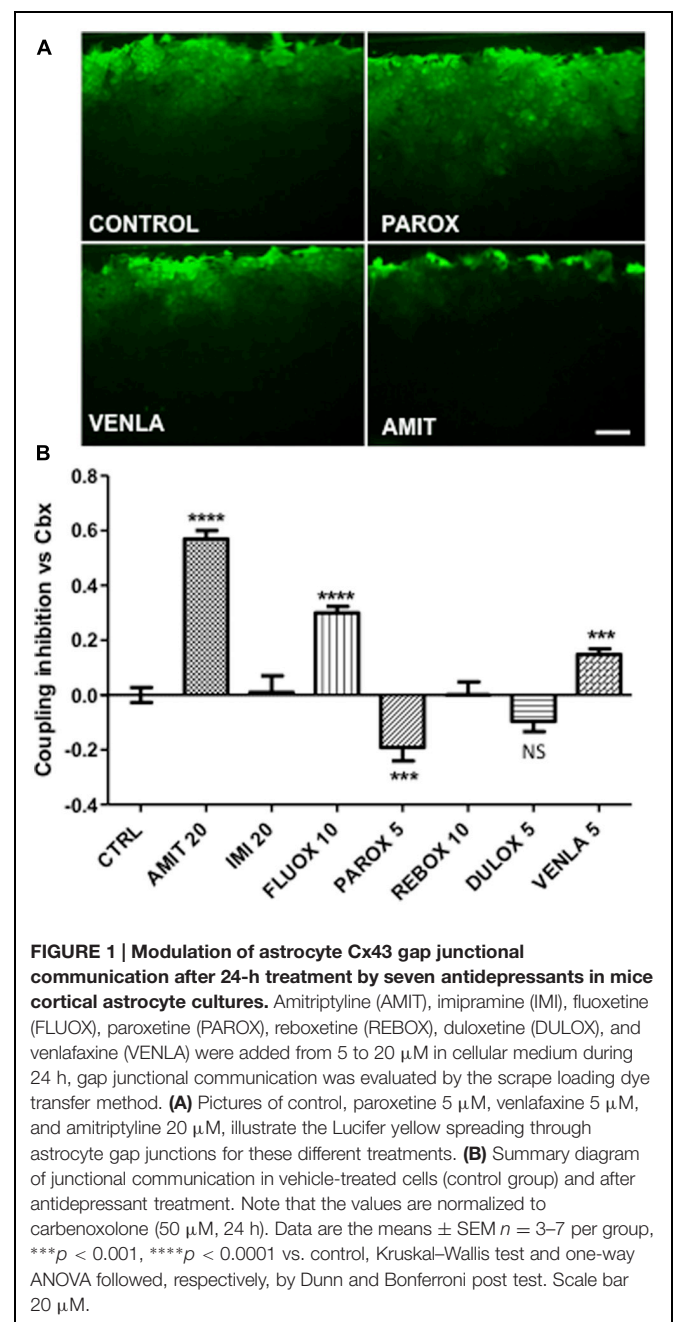 A
CONTROL
PAROX
VENLA
AMIT
B
Coupling inhibition vs Cbx
0.8
0.6
0.4
0.2
0.0
-0.2
-0.4
****
****
***
NS
***
CTRL
AMIT 20
IMI 20
FLUOX 10
PAROX 5
REBOX 10
DULOX 5
VENLA 5
FIGURE 1 | Modulation of astrocyte Cx43 gap junctional
communication after 24-h treatment by seven antidepressants in mice
cortical astrocyte cultures. Amitriptyline (AMIT), imipramine (IMI), fluoxetine
(FLUOX), paroxetine (PAROX), reboxetine (REBOX), duloxetine (DULOX), and
venlafaxine (VENLA) were added from 5 to 20 μM in cellular medium during
24 h, gap junctional communication was evaluated by the scrape loading dye
transfer method. (A) Pictures of control, paroxetine 5 μM, venlafaxine 5 μM,
and amitriptyline 20 μM, illustrate the Lucifer yellow spreading through
astrocyte gap junctions for these different treatments. (B) Summary diagram
of junctional communication in vehicle-treated cells (control group) and after
antidepressant treatment. Note that the values are normalized to
carbenoxolone (50 μM, 24 h). Data are the means ± SEM n = 3–7 per group,
***p < 0.001, ****p < 0.0001 vs. control, Kruskal–Wallis test and one-way
ANOVA followed, respectively, by Dunn and Bonferroni post test. Scale bar
20 μM.